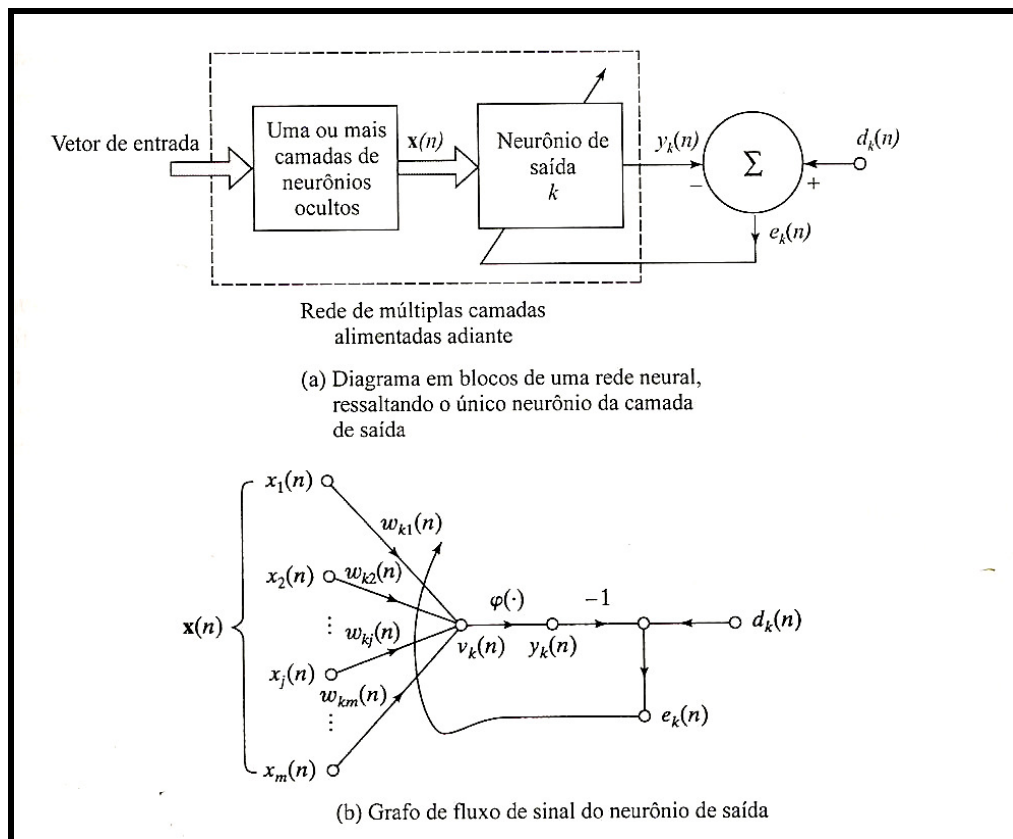 Vetor de entrada
Uma ou mais
camadas de
neurônios
ocultos
x(n)
Neurônio de
saída
k
y_k(n)
−
Σ
+
d_k(n)
e_k(n)
Rede de múltiplas camadas
alimentadas adiante
(a) Diagrama em blocos de uma rede neural,
ressaltando o único neurônio da camada
de saída
x(n)
x_1(n)
w_k1(n)
x_2(n)
w_k2(n)
⋮
w_kj(n)
x_j(n)
w_km(n)
⋮
x_m(n)
φ(·)
−1
v_k(n)
y_k(n)
d_k(n)
e_k(n)
(b) Grafo de fluxo de sinal do neurônio de saída